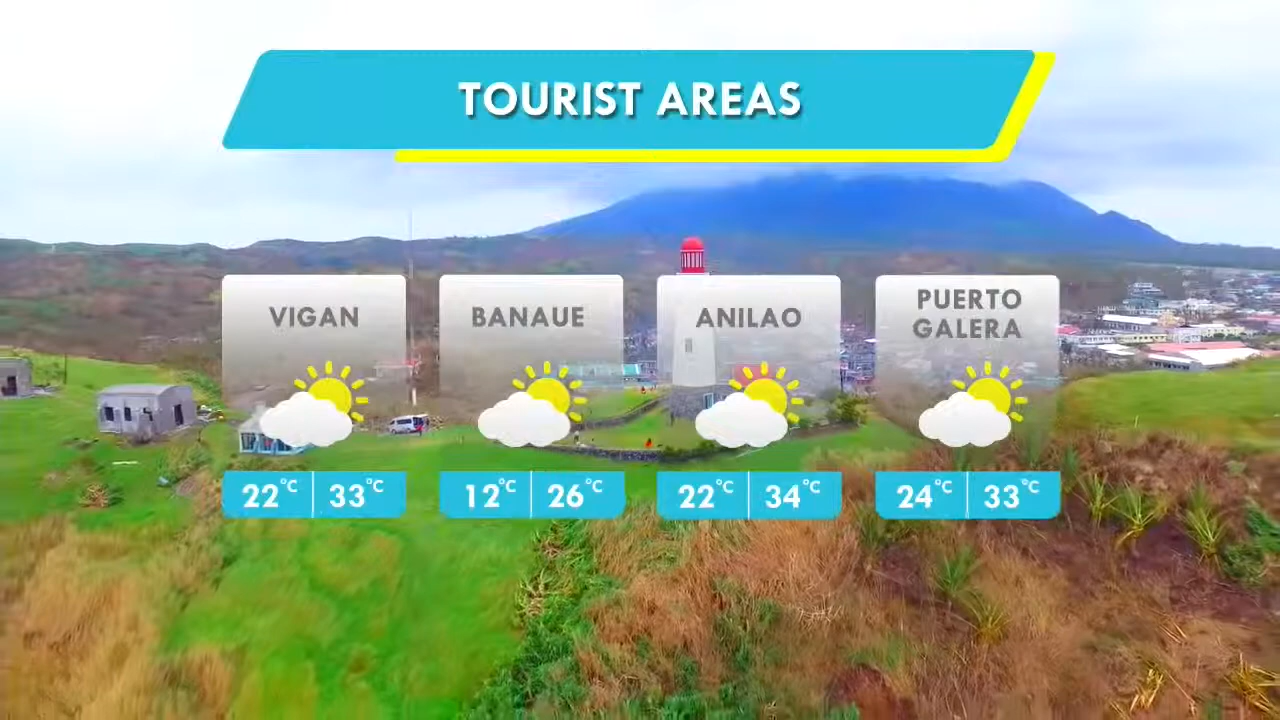 TOURIST AREAS
VIGAN
22°C 33°C
BANAUE
12°C 26°C
ANILAO
22°C 34°C
PUERTO
GALERA
24°C 33°C